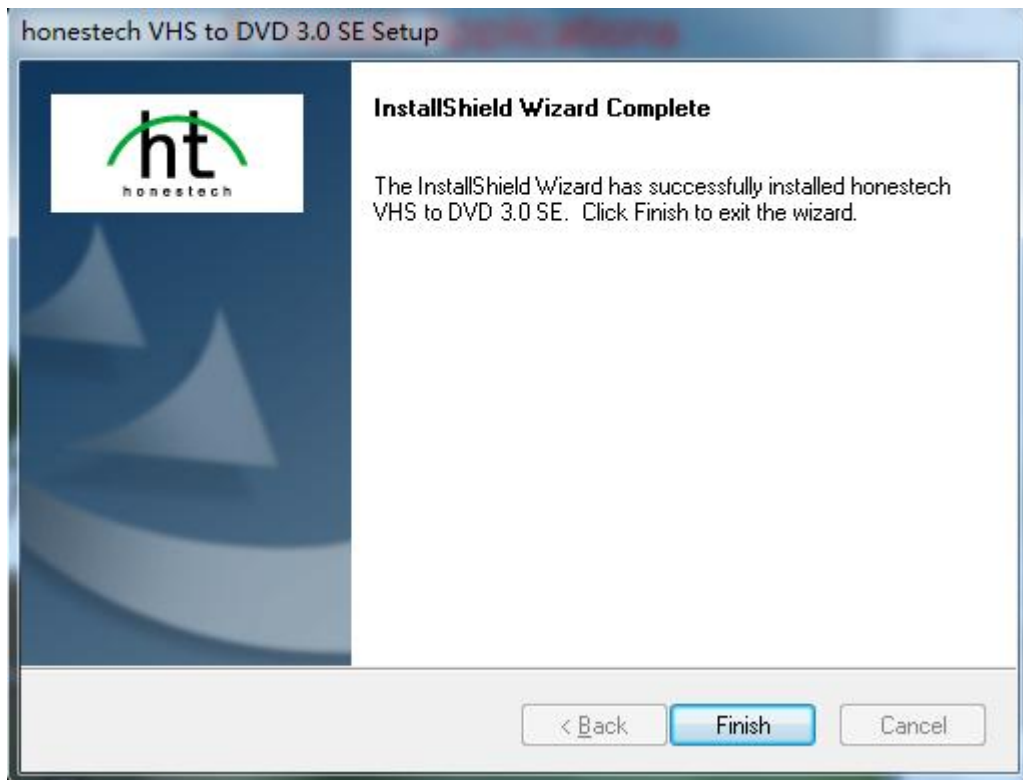 honestech VHS to DVD 3.0 SE Setup
ht
honestech
InstallShield Wizard Complete
The InstallShield Wizard has successfully installed honestech
VHS to DVD 3.0 SE. Click Finish to exit the wizard.
< Back
Finish
Cancel